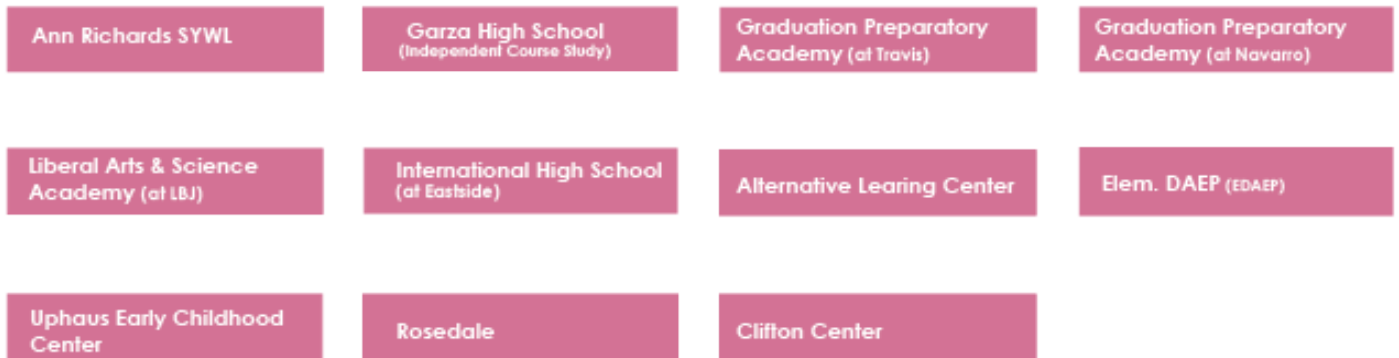 Ann Richards SYWL
Garza High School
(Independent Course Study)
Graduation Preparatory
Academy (at Travis)
Graduation Preparatory
Academy (at Navarro)
Liberal Arts & Science
Academy (at LBJ)
International High School
(at Eastside)
Alternative Learing Center
Elem. DAEP (EDAEP)
Uphaus Early Childhood
Center
Rosedale
Clifton Center